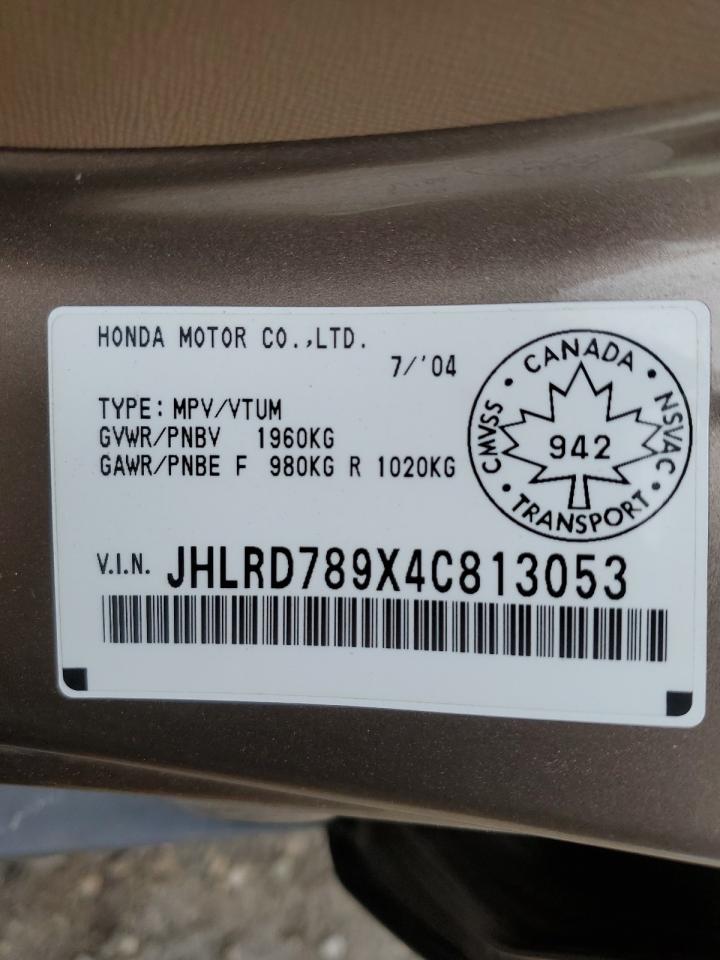 HONDA MOTOR CO.,LTD.
7/'04
TYPE: MPV/VTUM
GVWR/PNBV 1960KG
GAWR/PNBE F 980KG R 1020KG
V.I.N. JHLRD789X4C813053
CANADA • NSVAC • TRANSPORT • CMVSS •
942